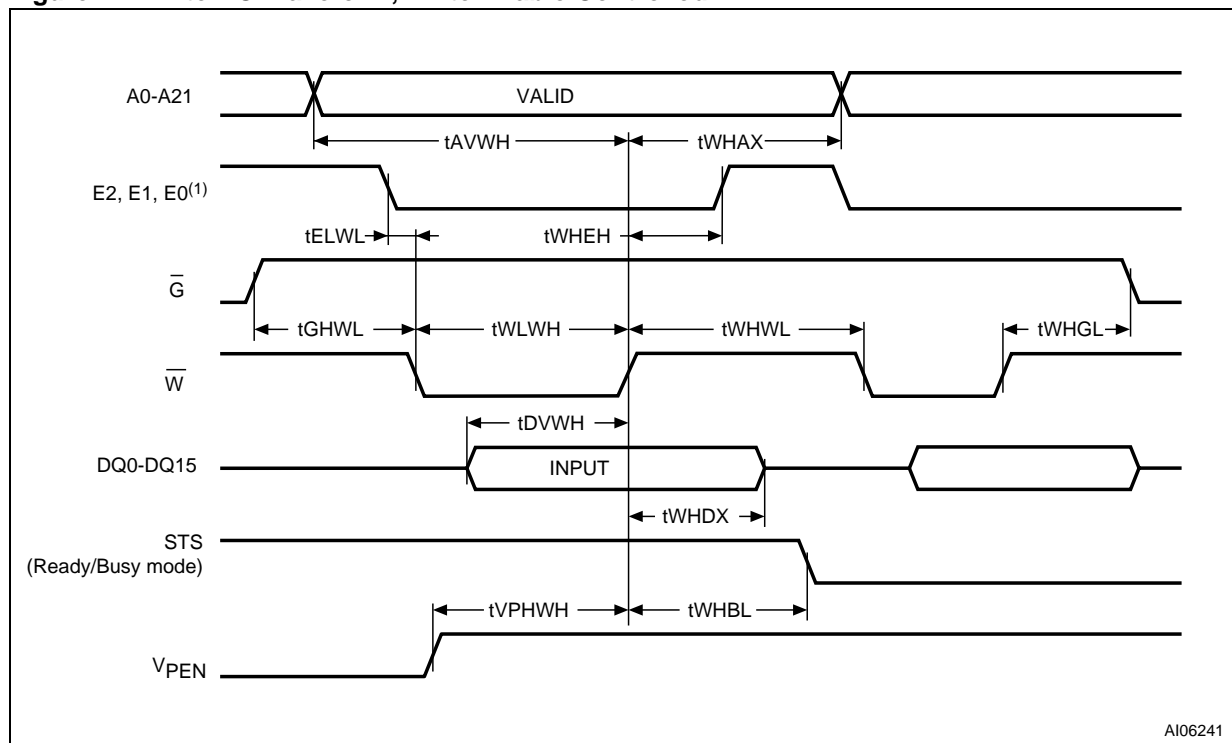 A0-A21
VALID
tAVWH
tWHAX
E2, E1, E0(1)
tELWL
tWHEH
G
tGHWL
tWLWH
tWHWL
tWHGL
W
tDVWH
DQ0-DQ15
INPUT
tWHDX
STS
(Ready/Busy mode)
tVPHWH
tWHBL
VPEN
AI06241